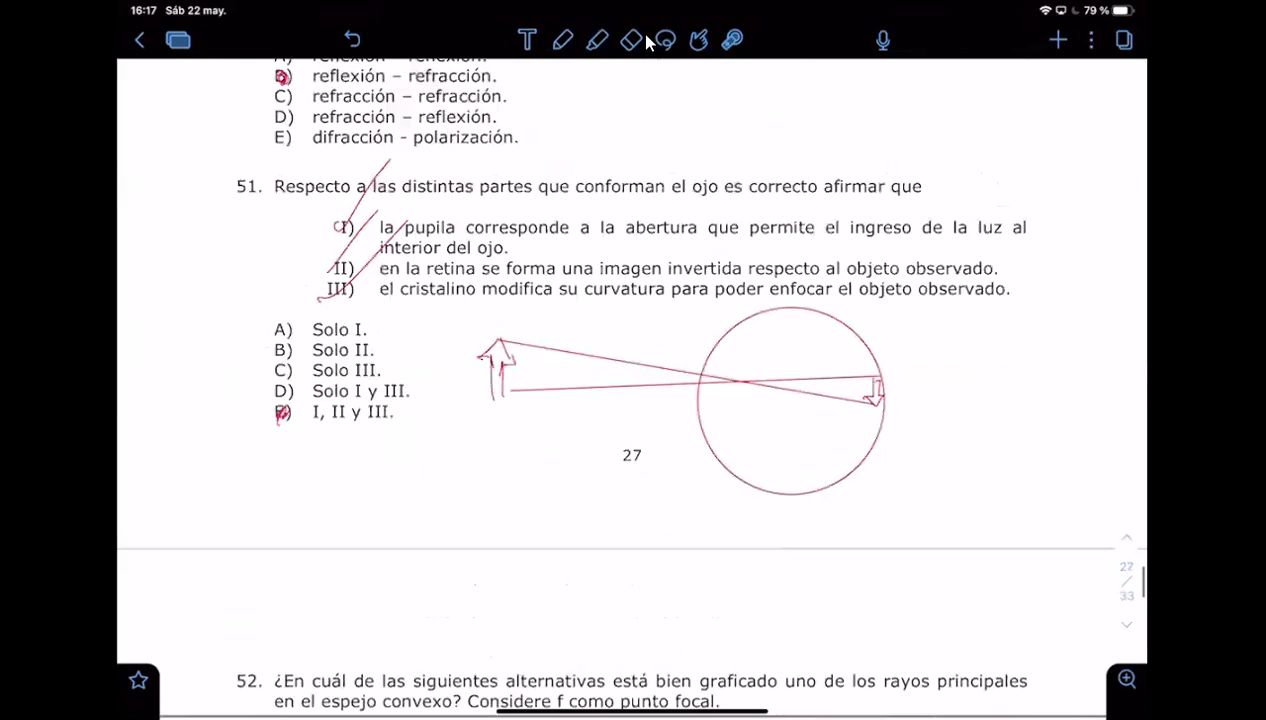 16:17 Sáb 22 may.
79 %
T
A) reflexión – reflexión.
B) reflexión – refracción.
C) refracción – refracción.
D) refracción – reflexión.
E) difracción - polarización.
51. Respecto a las distintas partes que conforman el ojo es correcto afirmar que
I) la pupila corresponde a la abertura que permite el ingreso de la luz al
interior del ojo.
II) en la retina se forma una imagen invertida respecto al objeto observado.
III) el cristalino modifica su curvatura para poder enfocar el objeto observado.
A) Solo I.
B) Solo II.
C) Solo III.
D) Solo I y III.
E) I, II y III.
27
27
33
52. ¿En cuál de las siguientes alternativas está bien graficado uno de los rayos principales
en el espejo convexo? Considere f como punto focal.